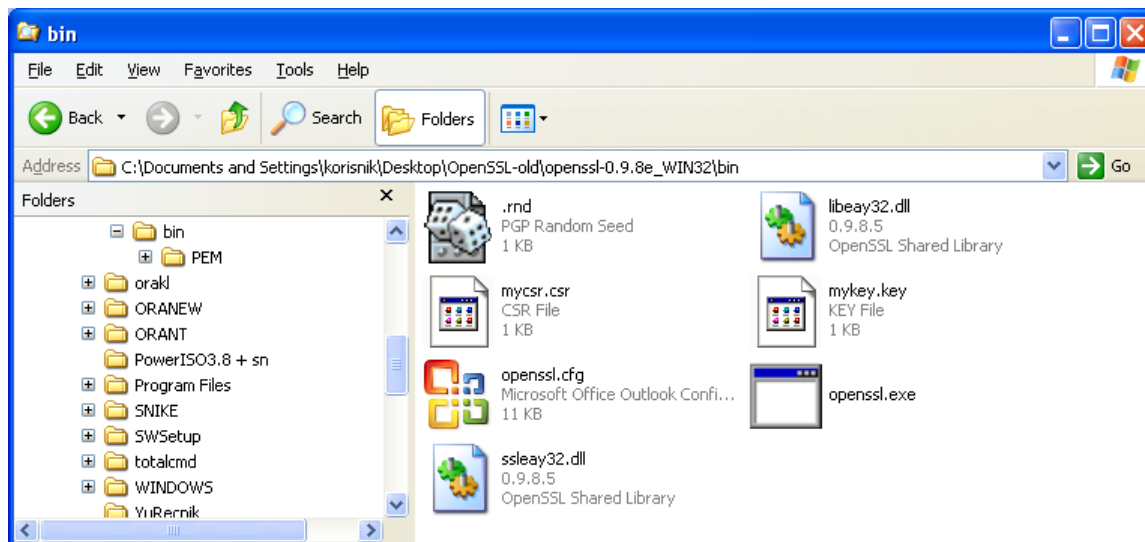 bin
File Edit View Favorites Tools Help
Back Search Folders
Address C:\Documents and Settings\korisnik\Desktop\OpenSSL-old\openssl-0.9.8e_WIN32\bin Go
Folders
bin
PEM
orakl
ORANEW
ORANT
PowerISO3.8 + sn
Program Files
SNIKE
SWSetup
totalcmd
WINDOWS
YuRecnik
.rnd
PGP Random Seed
1 KB
libeay32.dll
0.9.8.5
OpenSSL Shared Library
mycsr.csr
CSR File
1 KB
mykey.key
KEY File
1 KB
openssl.cfg
Microsoft Office Outlook Confi...
11 KB
openssl.exe
ssleay32.dll
0.9.8.5
OpenSSL Shared Library